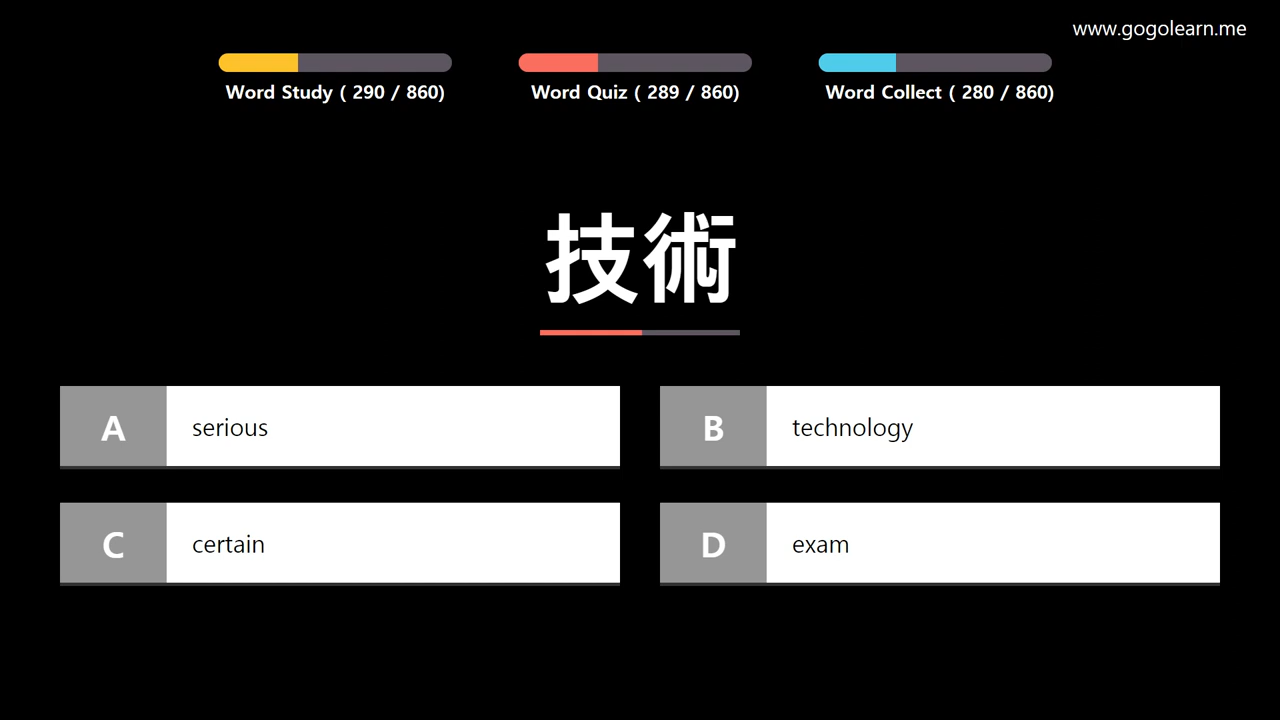 www.gogolearn.me
Word Study ( 290 / 860)
Word Quiz ( 289 / 860)
Word Collect ( 280 / 860)
技術
A serious
B technology
C certain
D exam